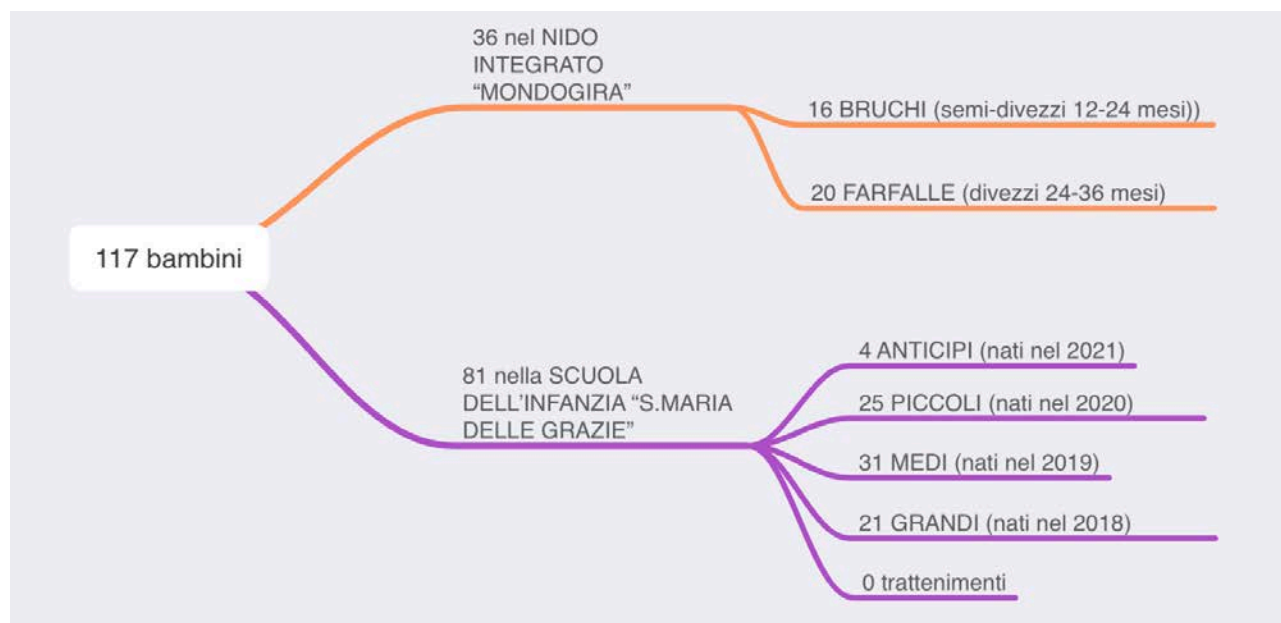 117 bambini
36 nel NIDO
INTEGRATO
“MONDOGIRA”
16 BRUCHI (semi-divezzi 12-24 mesi))
20 FARFALLE (divezzi 24-36 mesi)
81 nella SCUOLA
DELL’INFANZIA “S.MARIA
DELLE GRAZIE”
4 ANTICIPI (nati nel 2021)
25 PICCOLI (nati nel 2020)
31 MEDI (nati nel 2019)
21 GRANDI (nati nel 2018)
0 trattenimenti